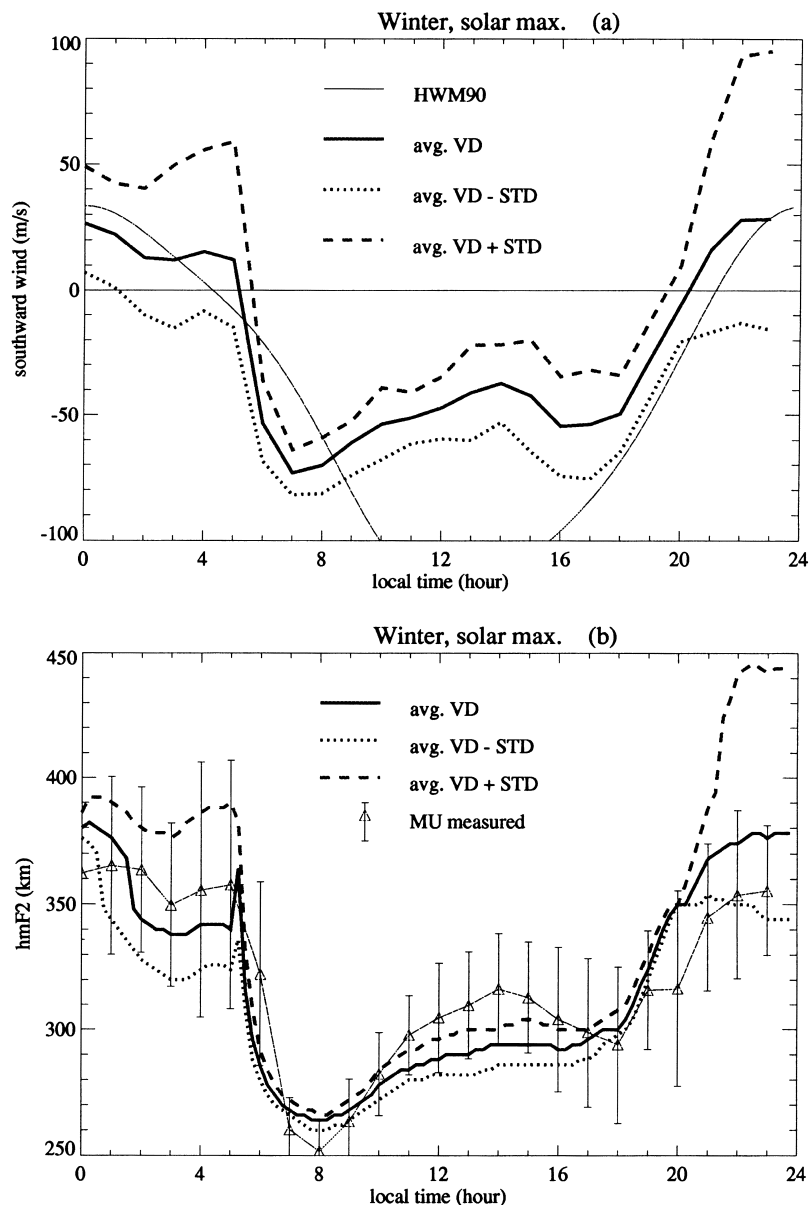 Winter, solar max. (a)
100
50
0
-50
-100
southward wind (m/s)
HWM90
avg. VD
avg. VD - STD
avg. VD + STD
0 4 8 12 16 20 24
local time (hour)
Winter, solar max. (b)
450
400
350
300
250
hmF2 (km)
avg. VD
avg. VD - STD
avg. VD + STD
MU measured
0 4 8 12 16 20 24
local time (hour)